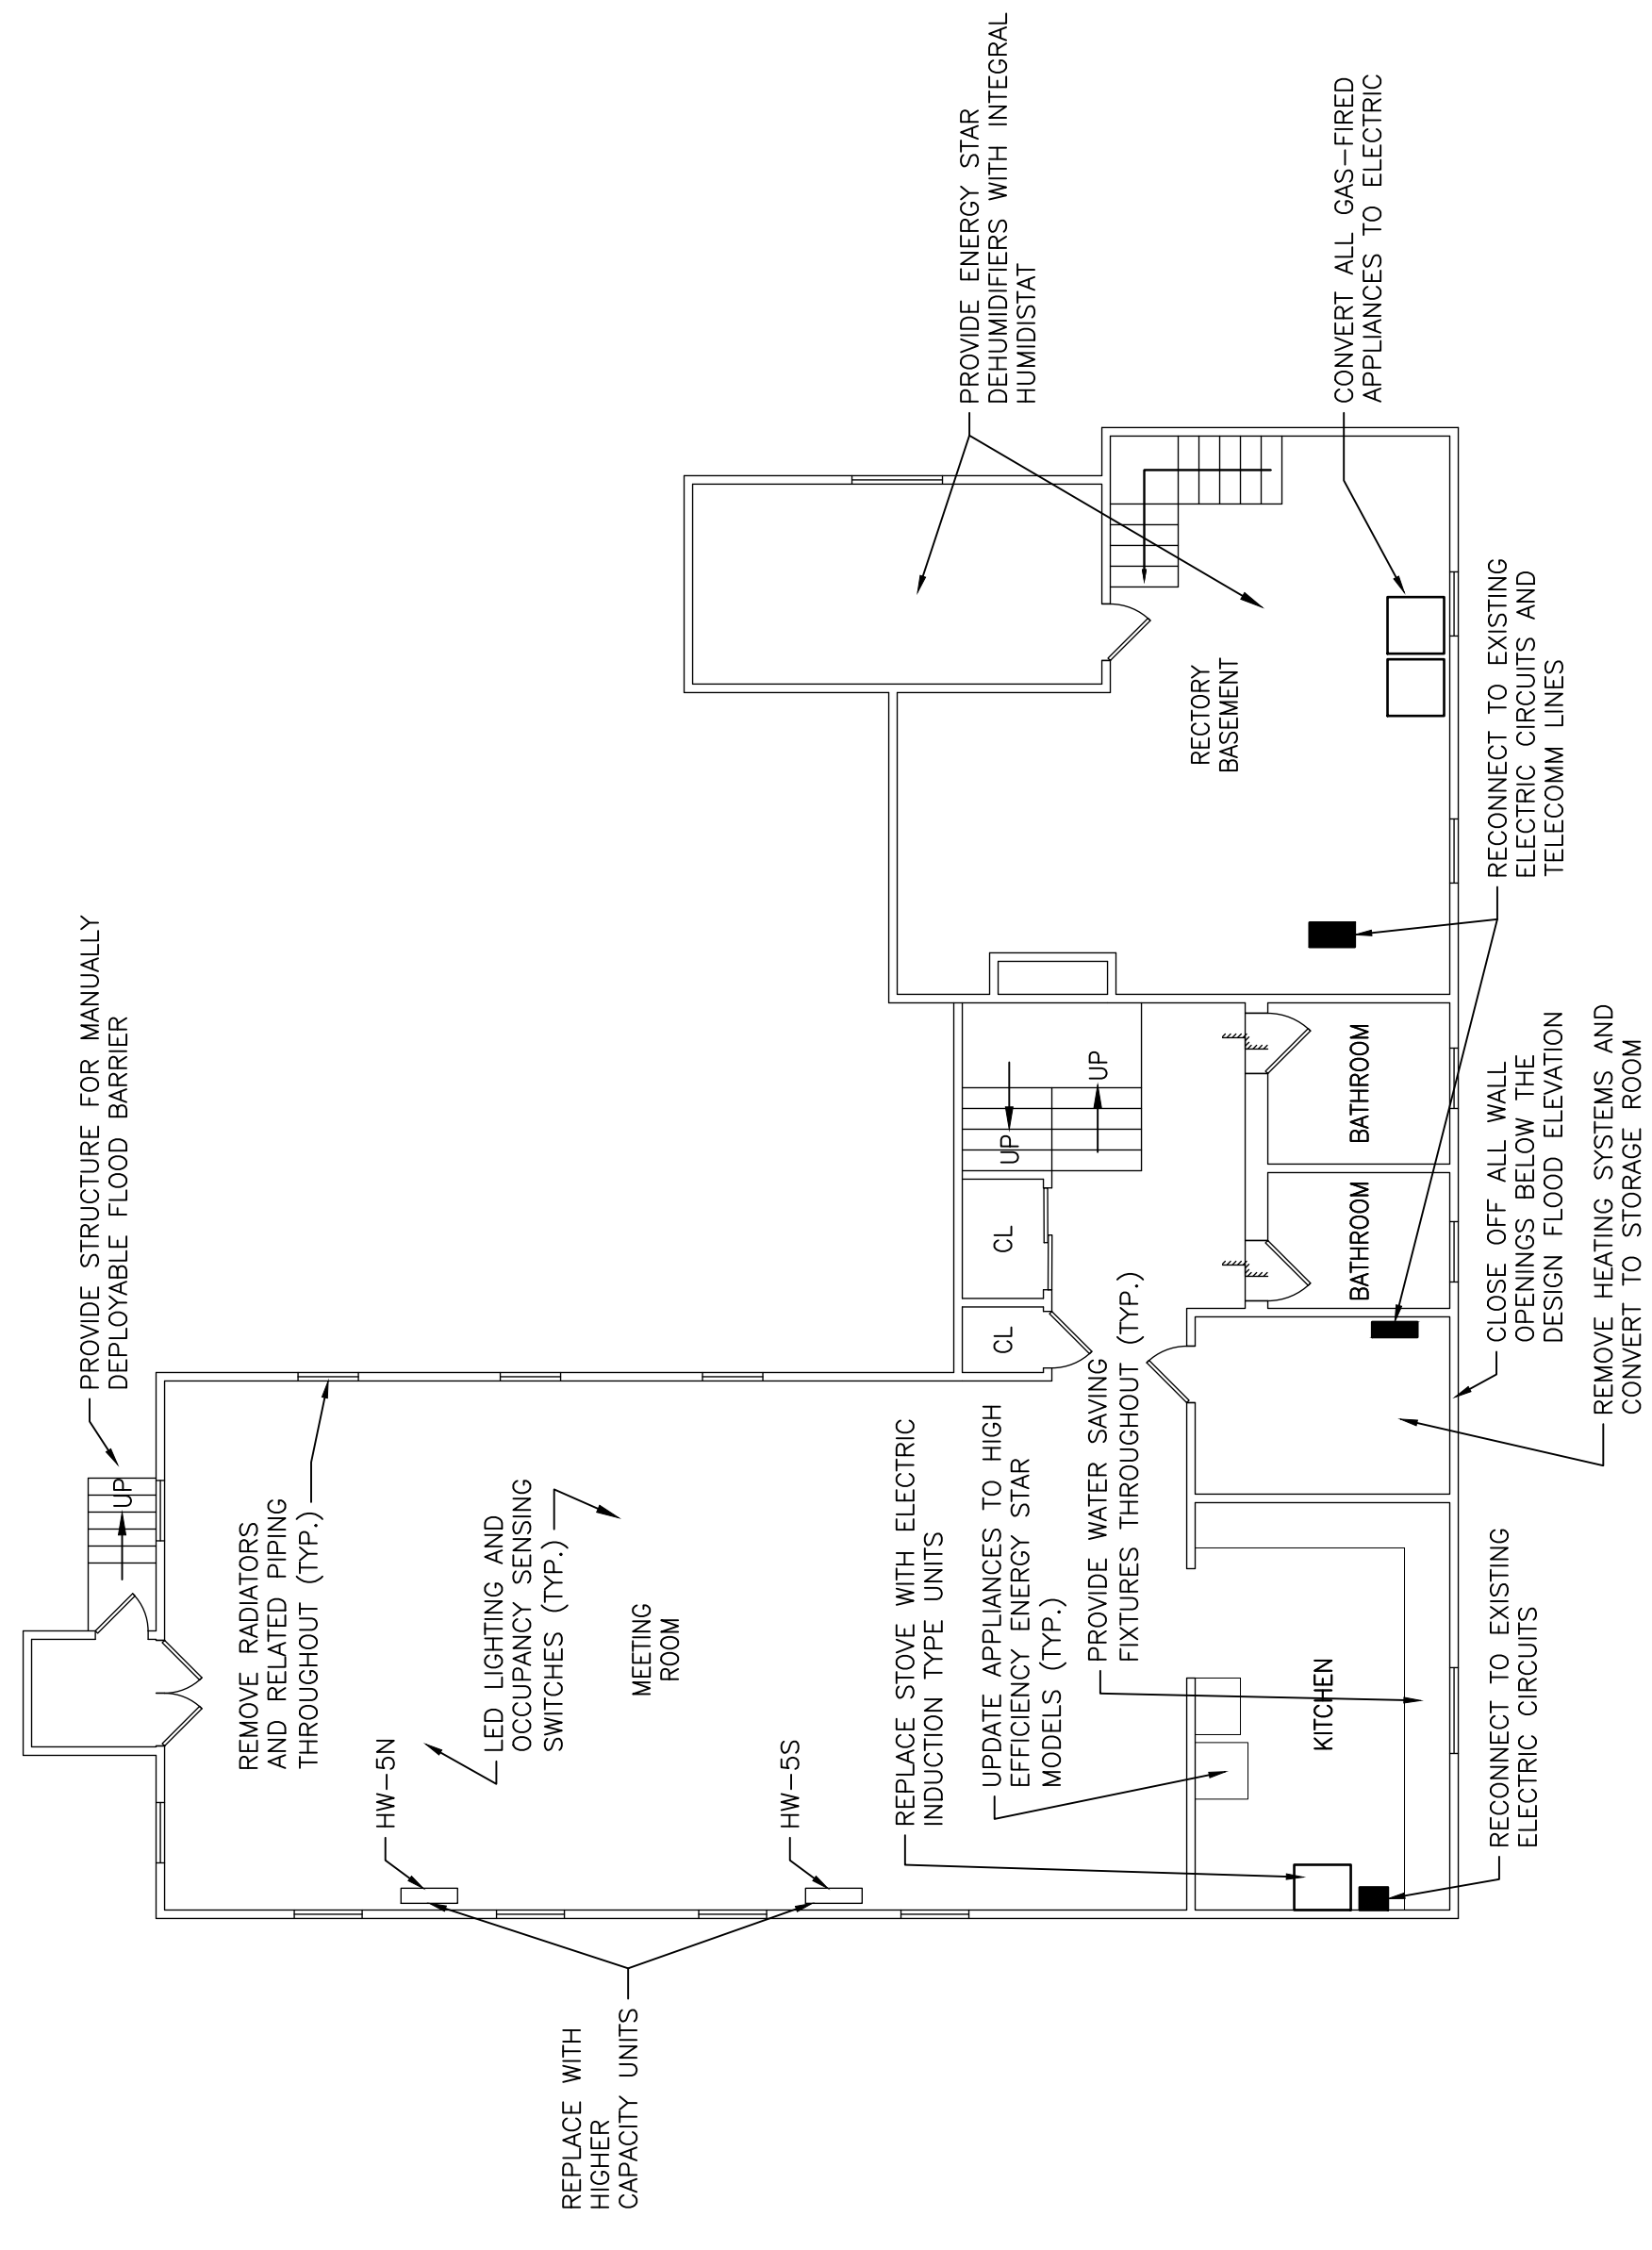 PROVIDE STRUCTURE FOR MANUALLY
DEPLOYABLE FLOOD BARRIER
UP
REMOVE RADIATORS
AND RELATED PIPING
THROUGHOUT (TYP.)
HW-5N
LED LIGHTING AND
OCCUPANCY SENSING
SWITCHES (TYP.)
MEETING
ROOM
REPLACE WITH
HIGHER
CAPACITY UNITS
HW-5S
REPLACE STOVE WITH ELECTRIC
INDUCTION TYPE UNITS
UPDATE APPLIANCES TO HIGH
EFFICIENCY ENERGY STAR
MODELS (TYP.)
PROVIDE WATER SAVING
FIXTURES THROUGHOUT (TYP.)
CL
CL
UP
UP
PROVIDE ENERGY STAR
DEHUMIDIFIERS WITH INTEGRAL
HUMIDISTAT
RECTORY
BASEMENT
KITCHEN
BATHROOM
BATHROOM
CONVERT ALL GAS-FIRED
APPLIANCES TO ELECTRIC
RECONNECT TO EXISTING
ELECTRIC CIRCUITS
CLOSE OFF ALL WALL
OPENINGS BELOW THE
DESIGN FLOOD ELEVATION
RECONNECT TO EXISTING
ELECTRIC CIRCUITS AND
TELECOMM LINES
REMOVE HEATING SYSTEMS AND
CONVERT TO STORAGE ROOM